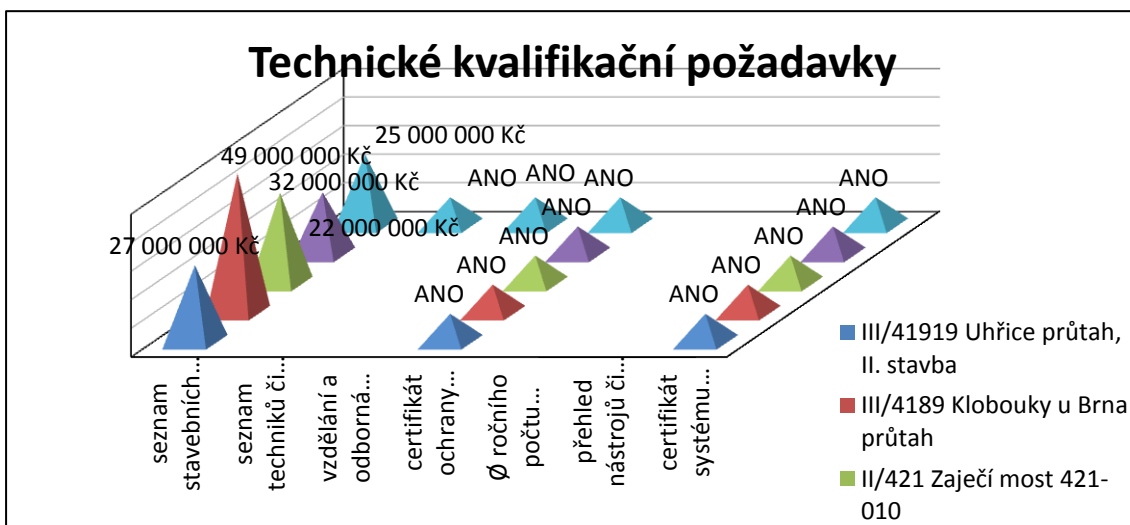 Technické kvalifikační požadavky
25 000 000 Kč
49 000 000 Kč
32 000 000 Kč
22 000 000 Kč
27 000 000 Kč
ANO
ANO
ANO
ANO
ANO
ANO
ANO
ANO
ANO
ANO
ANO
ANO
seznam
stavebních…
seznam
techniků či…
vzdělání a
odborná…
certifikát
ochrany…
Ø ročního
počtu…
přehled
nástrojů či…
certifikát
systému…
III/41919 Uhřice průtah,
II. stavba
III/4189 Klobouky u Brna
průtah
II/421 Zaječí most 421-
010